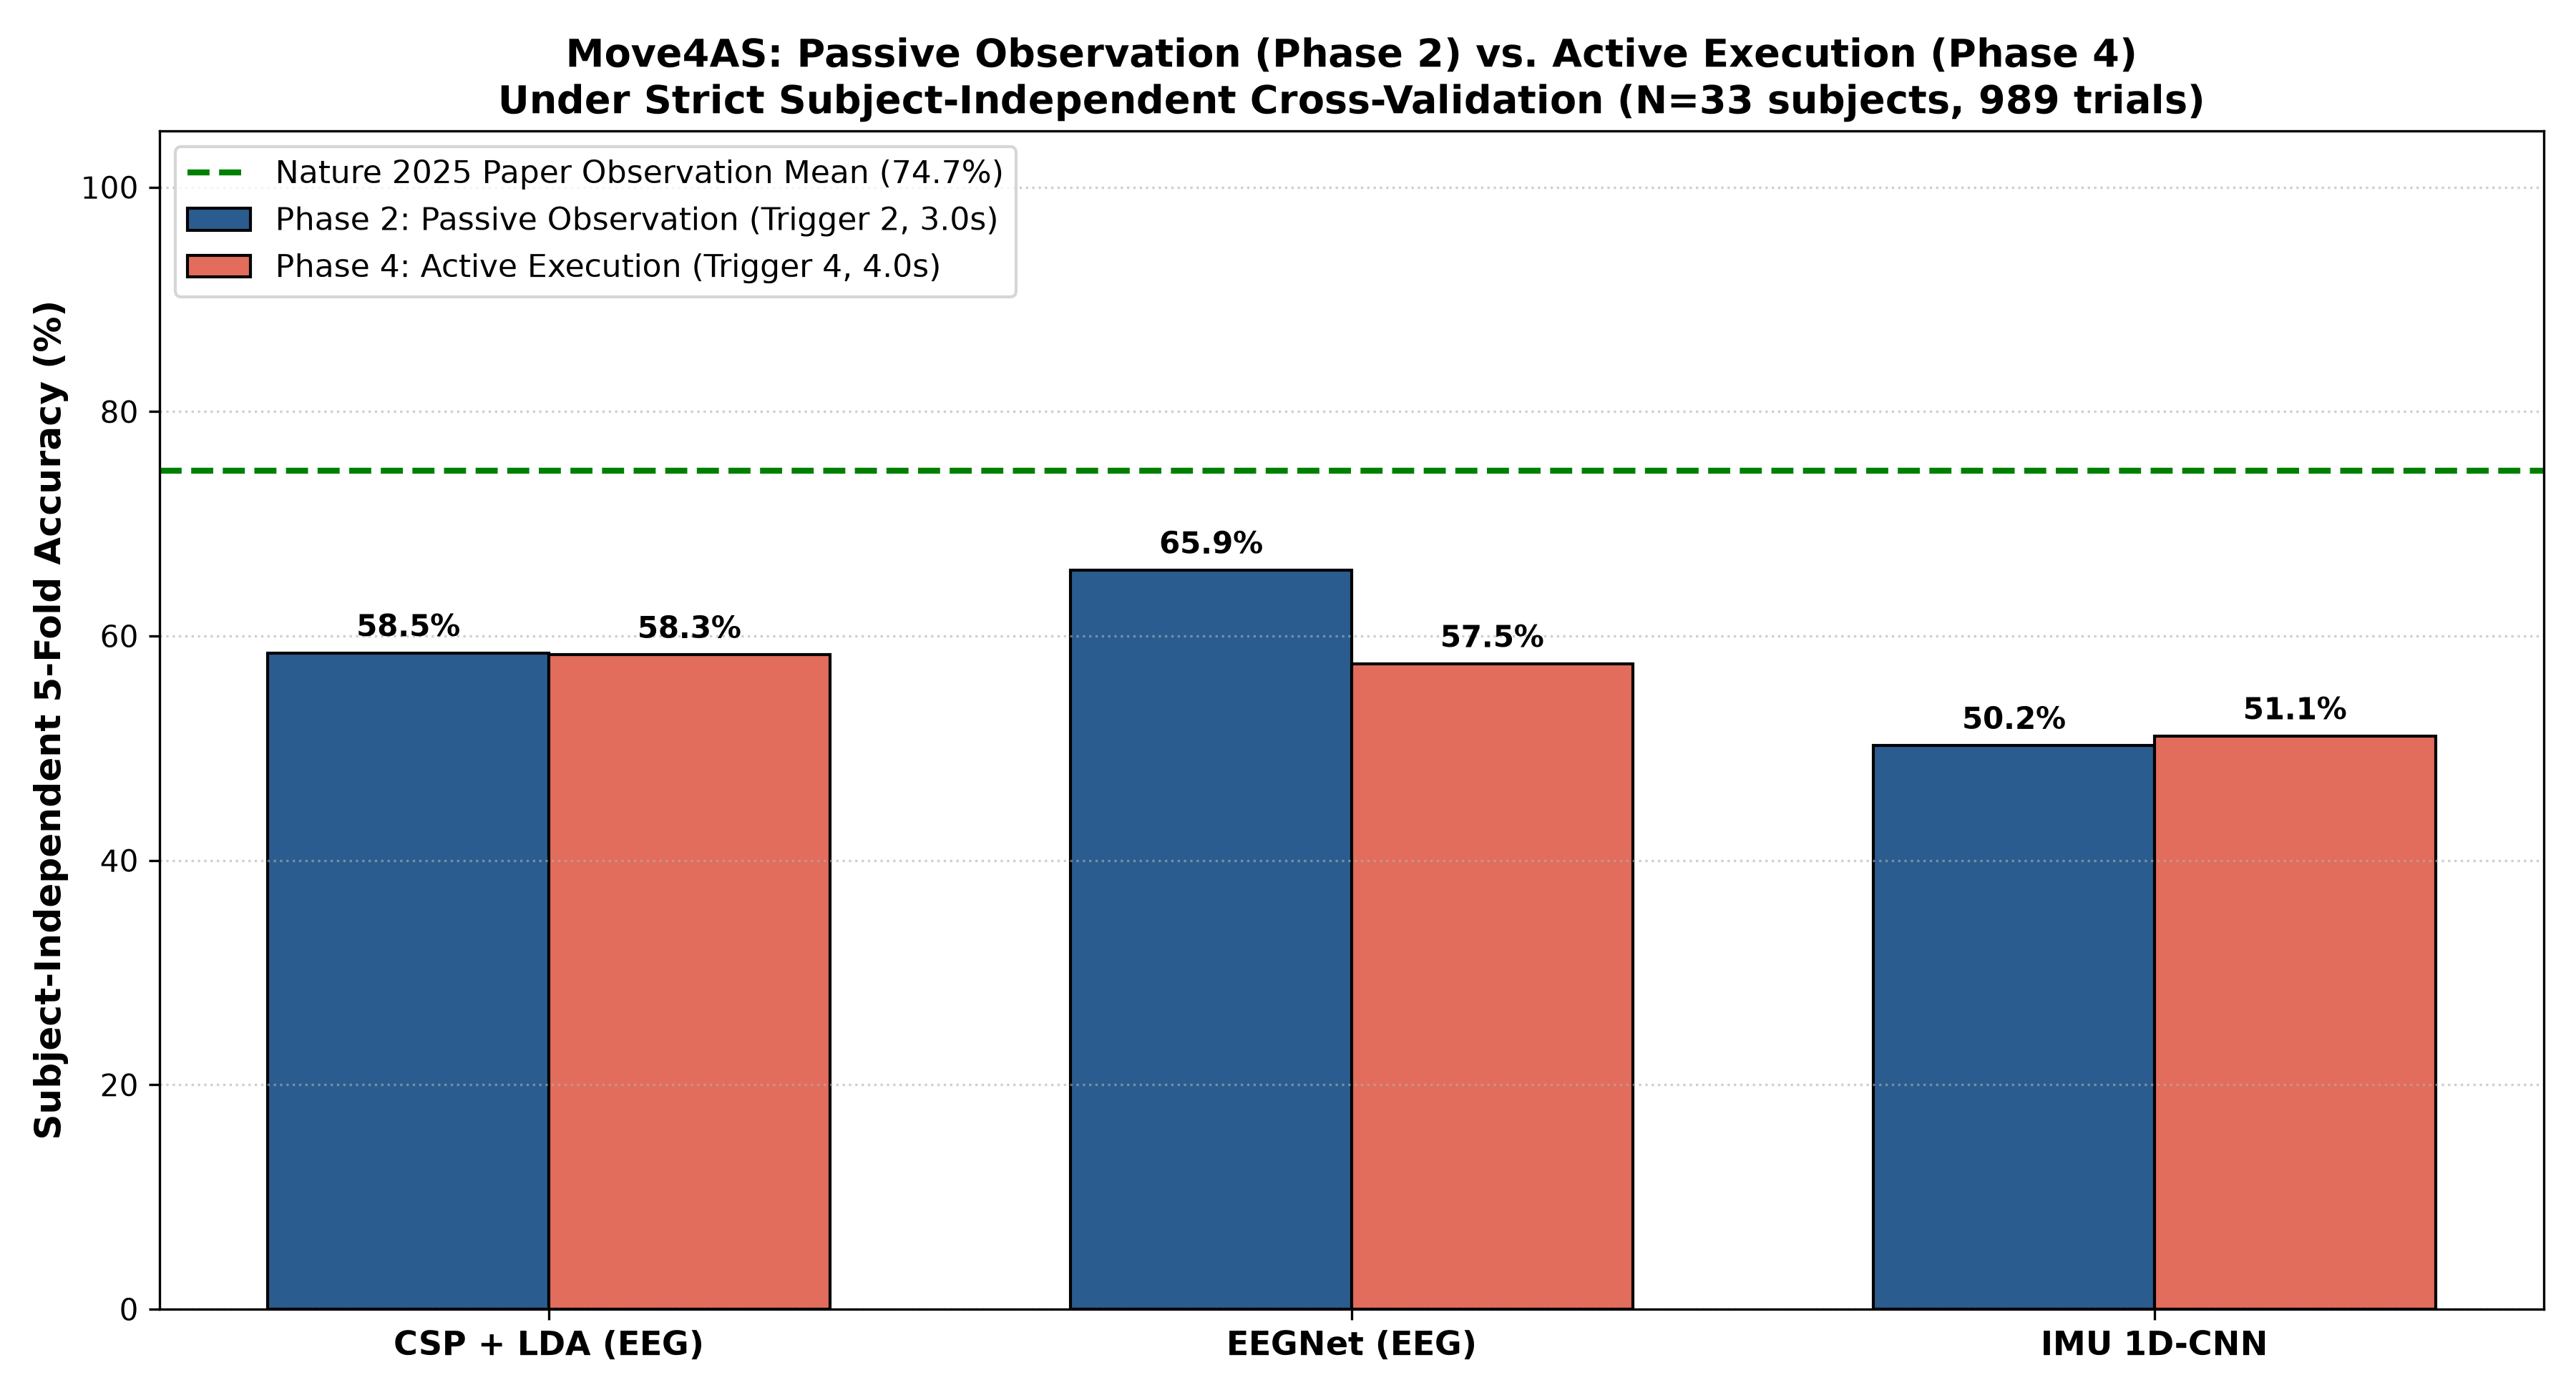 Move4AS: Passive Observation (Phase 2) vs. Active Execution (Phase 4)
Under Strict Subject-Independent Cross-Validation (N=33 subjects, 989 trials)
Nature 2025 Paper Observation Mean (74.7%)
Phase 2: Passive Observation (Trigger 2, 3.0s)
Phase 4: Active Execution (Trigger 4, 4.0s)
Subject-Independent 5-Fold Accuracy (%)
100
80
60
40
20
0
58.5%
58.3%
65.9%
57.5%
50.2%
51.1%
CSP + LDA (EEG)
EEGNet (EEG)
IMU 1D-CNN